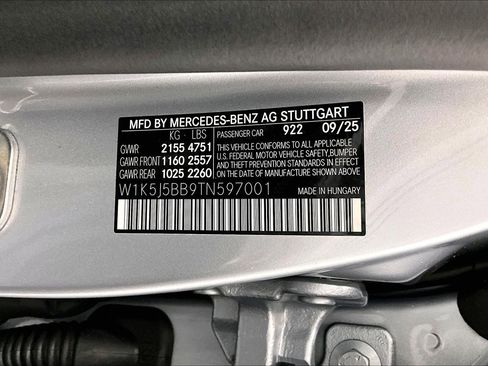 MFD BY MERCEDES-BENZ AG STUTTGART
KG - LBS PASSENGER CAR 922 09/25
GVWR 2155 4751
GAWR FRONT 1160 2557
GAWR REAR 1025 2260
THIS VEHICLE CONFORMS TO ALL APPLICABLE
U.S. FEDERAL MOTOR VEHICLE SAFETY, BUMPER,
AND THEFT PREVENTION STANDARDS IN EFFECT
ON THE DATE OF MANUFACTURE SHOWN ABOVE.
W1K5J5BB9TN597001 MADE IN HUNGARY